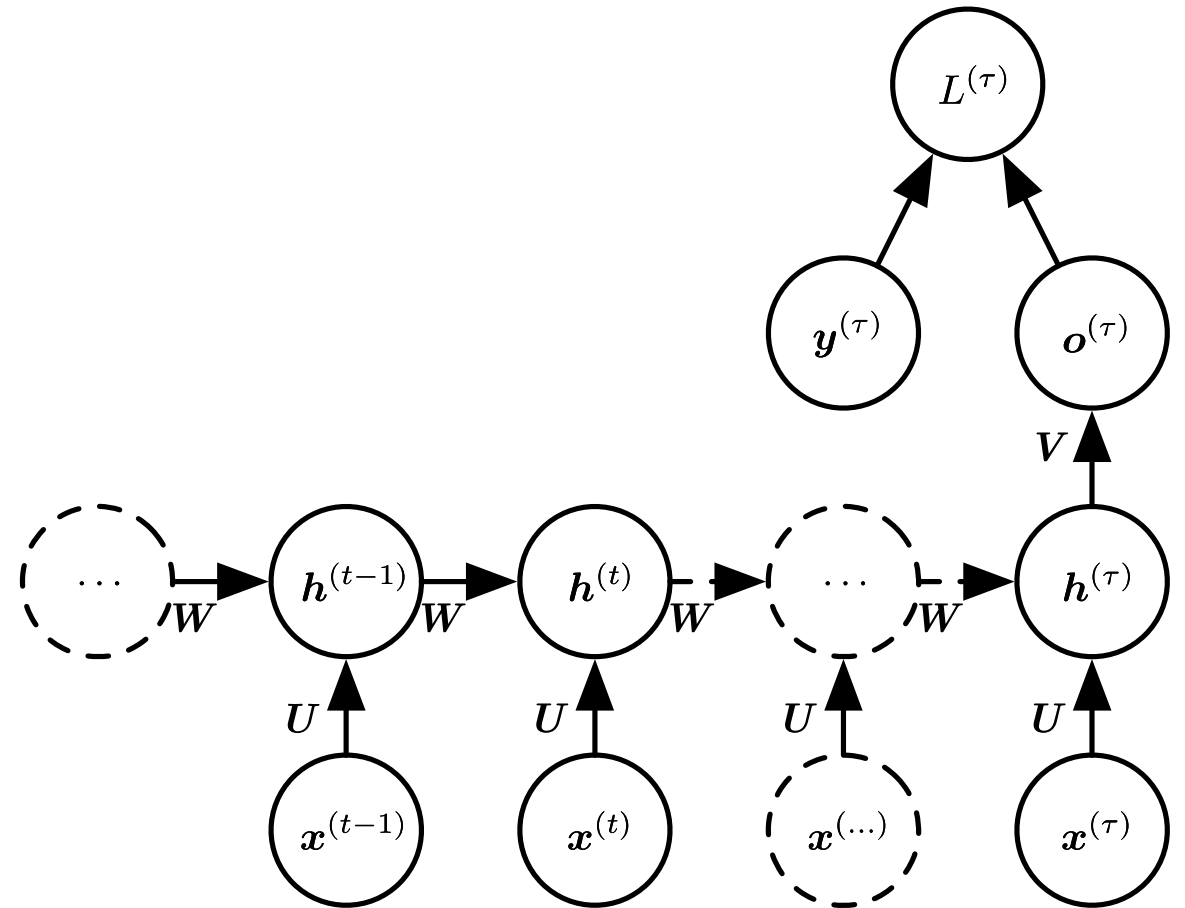 L^(τ)
y^(τ) o^(τ)
V
... h^(t−1) h^(t) ... h^(τ)
W W W W
U U U U
x^(t−1) x^(t) x^(...) x^(τ)